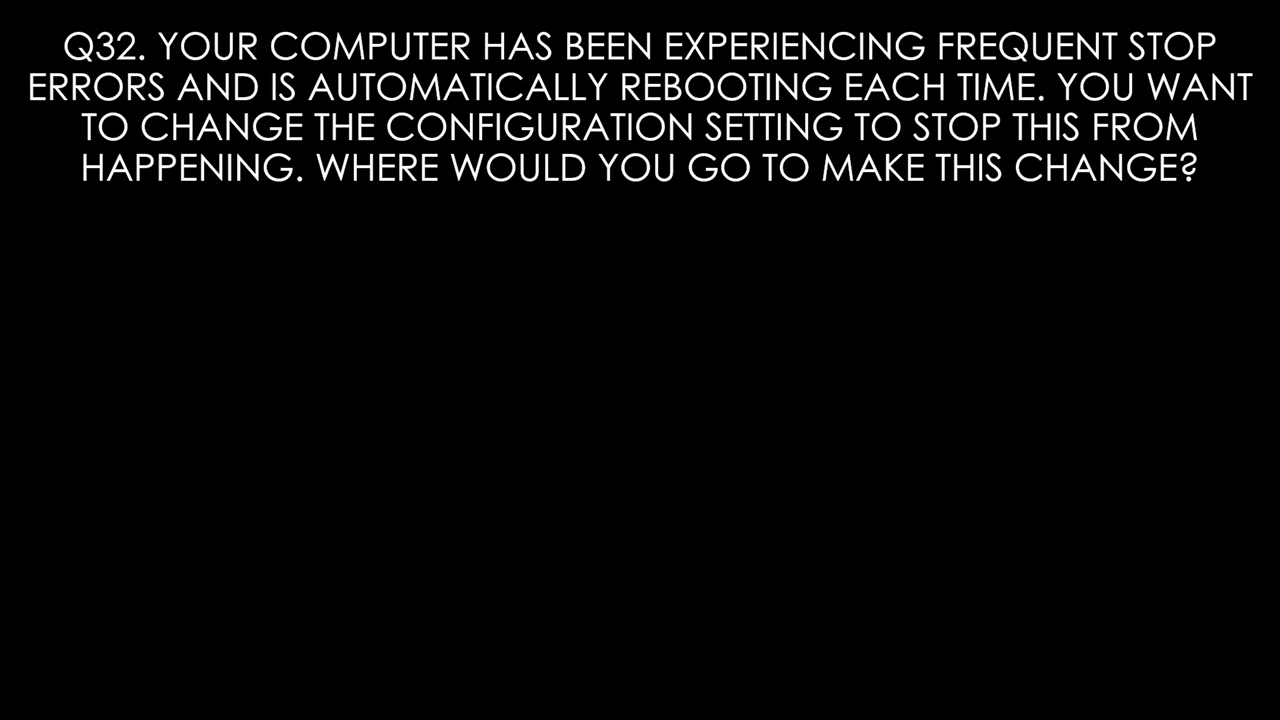 Q32. YOUR COMPUTER HAS BEEN EXPERIENCING FREQUENT STOP
ERRORS AND IS AUTOMATICALLY REBOOTING EACH TIME. YOU WANT
TO CHANGE THE CONFIGURATION SETTING TO STOP THIS FROM
HAPPENING. WHERE WOULD YOU GO TO MAKE THIS CHANGE?